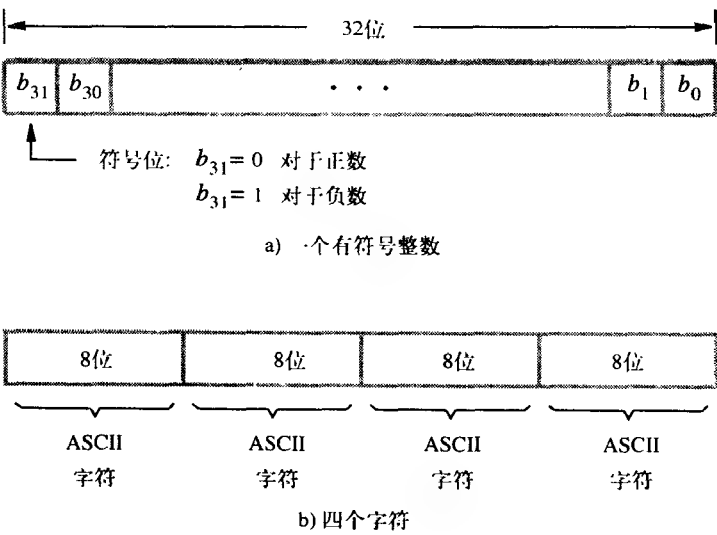 32位
b31 b30 · · · b1 b0
符号位: b31= 0 对于正数
b31= 1 对于负数
a) 一个有符号整数
8位 8位 8位 8位
ASCII ASCII ASCII ASCII
字符 字符 字符 字符
b) 四个字符